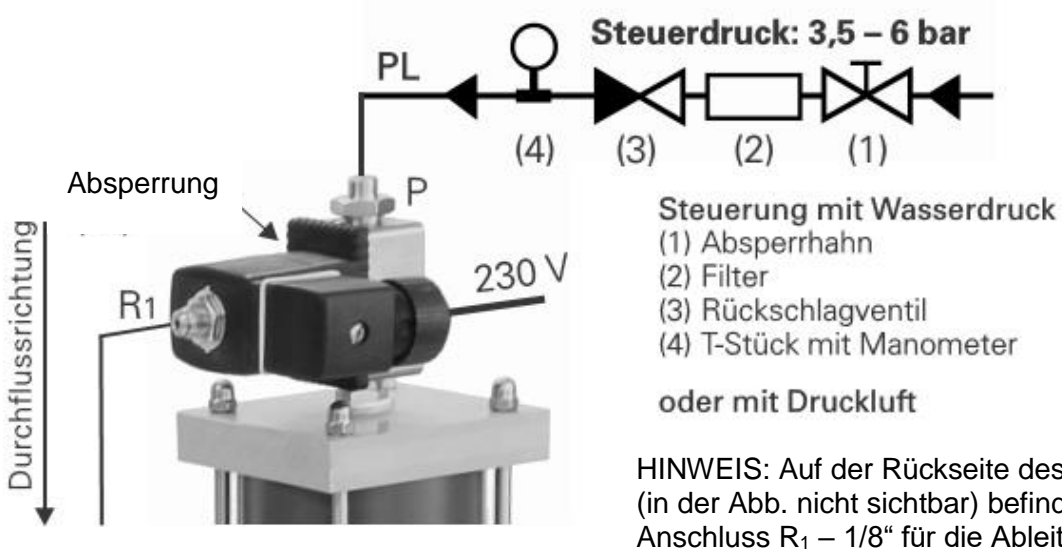 Steuerdruck: 3,5 – 6 bar
PL
(4)
(3)
(2)
(1)
Absperrung
P
Durchflussrichtung
R1
230 V
Steuerung mit Wasserdruck
(1) Absperrhahn
(2) Filter
(3) Rückschlagventil
(4) T-Stück mit Manometer
oder mit Druckluft
HINWEIS: Auf der Rückseite des
(in der Abb. nicht sichtbar) befind
Anschluss R₁ – 1/8“ für die Ableit